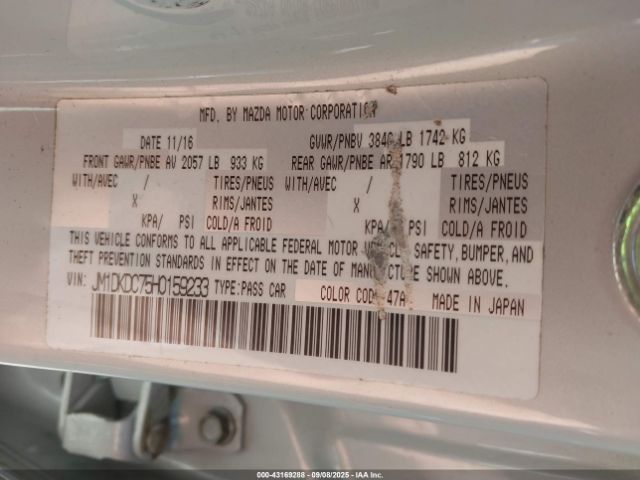 MFD. BY MAZDA MOTOR CORPORATION
DATE 11/16 GVWR/PNBV 3840 LB 1742 KG
FRONT GAWR/PNBE AV 2057 LB 933 KG REAR GAWR/PNBE AR 1790 LB 812 KG
WITH/AVEC / TIRES/PNEUS WITH/AVEC / TIRES/PNEUS
X RIMS/JANTES X RIMS/JANTES
KPA/ PSI COLD/A FROID KPA/ PSI COLD/A FROID
THIS VEHICLE CONFORMS TO ALL APPLICABLE FEDERAL MOTOR SAFETY, BUMPER, AND
THEFT PREVENTION STANDARDS IN EFFECT ON THE DATE OF MANUFACTURE SHOWN ABOVE.
VIN: JM1DKDC75H0159233 TYPE:PASS CAR COLOR CODE 47A MADE IN JAPAN
000-43169288 - 09/08/2025 - IAA Inc.